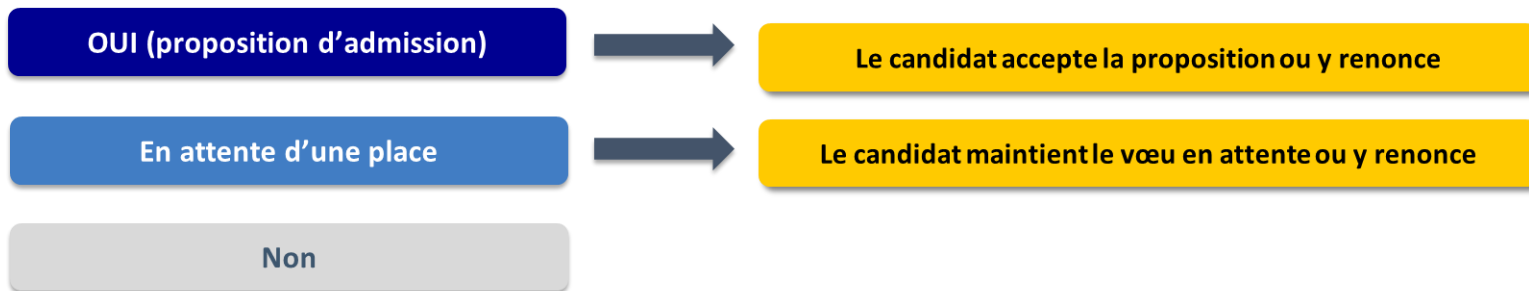 OUI (proposition d’admission)
Le candidat accepte la proposition ou y renonce
En attente d’une place
Le candidat maintient le vœu en attente ou y renonce
Non